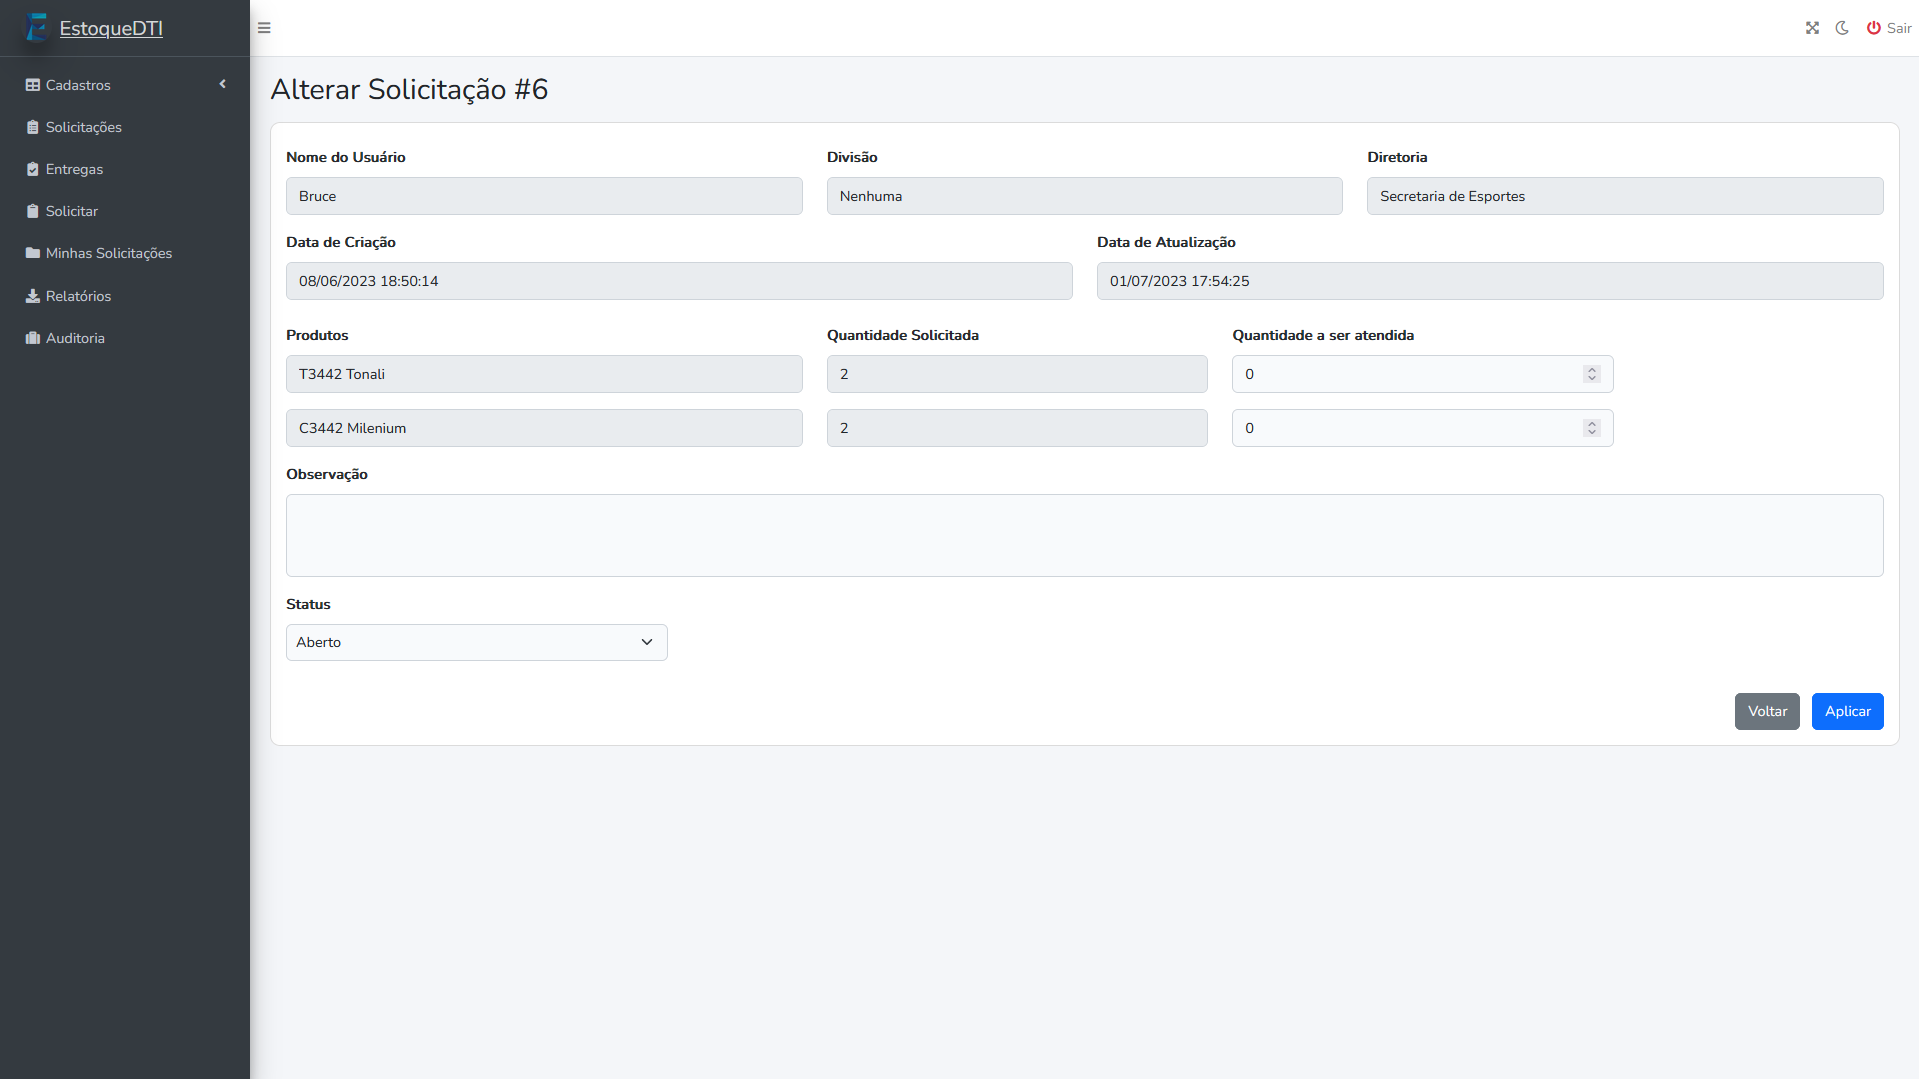 EstoqueDTI
Sair
Cadastros
Solicitações
Entregas
Solicitar
Minhas Solicitações
Relatórios
Auditoria
Alterar Solicitação #6
Nome do Usuário Divisão Diretoria
Bruce Nenhuma Secretaria de Esportes
Data de Criação Data de Atualização
08/06/2023 18:50:14 01/07/2023 17:54:25
Produtos Quantidade Solicitada Quantidade a ser atendida
T3442 Tonali 2 0
C3442 Milenium 2 0
Observação
Status
Aberto
Voltar Aplicar